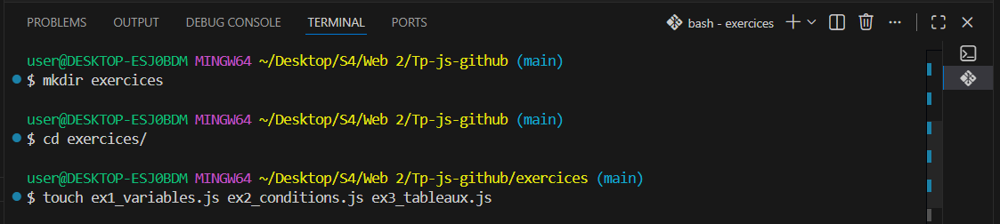 PROBLEMS OUTPUT DEBUG CONSOLE TERMINAL PORTS bash - exercices
user@DESKTOP-ESJ0BDM MINGW64 ~/Desktop/S4/Web 2/Tp-js-github (main)
$ mkdir exercices
user@DESKTOP-ESJ0BDM MINGW64 ~/Desktop/S4/Web 2/Tp-js-github (main)
$ cd exercices/
user@DESKTOP-ESJ0BDM MINGW64 ~/Desktop/S4/Web 2/Tp-js-github/exercices (main)
$ touch ex1_variables.js ex2_conditions.js ex3_tableaux.js